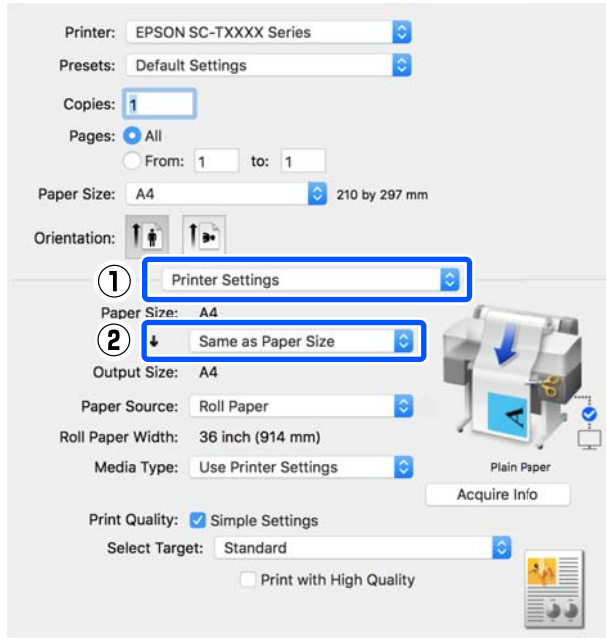 Printer: EPSON SC-TXXXX Series
Presets: Default Settings
Copies: 1
Pages: All
From: 1 to: 1
Paper Size: A4 210 by 297 mm
Orientation:
1 Printer Settings
Paper Size: A4
2 Same as Paper Size
Output Size: A4
Paper Source: Roll Paper
Roll Paper Width: 36 inch (914 mm)
Media Type: Use Printer Settings
A
Plain Paper
Acquire Info
Print Quality: Simple Settings
Select Target: Standard
Print with High Quality